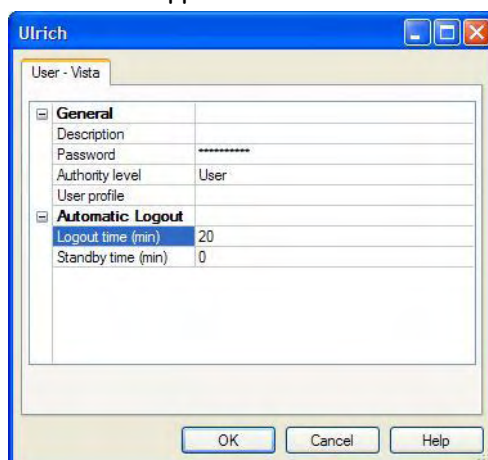 Ulrich
User - Vista
General
Description
Password **********
Authority level User
User profile
Automatic Logout
Logout time (min) 20
Standby time (min) 0
OK Cancel Help